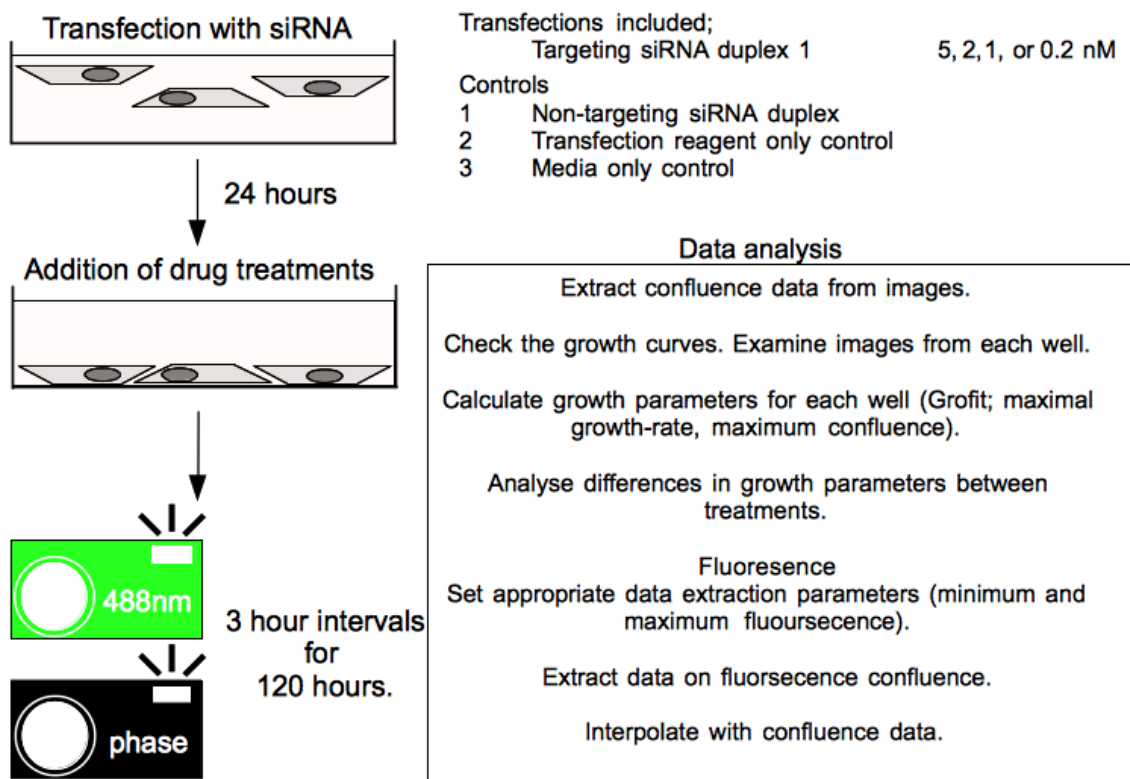 Transfection with siRNA
24 hours
Addition of drug treatments
488nm
phase
3 hour intervals
for
120 hours.
Transfections included;
Targeting siRNA duplex 1 5, 2, 1, or 0.2 nM
Controls
1 Non-targeting siRNA duplex
2 Transfection reagent only control
3 Media only control
Data analysis
Extract confluence data from images.
Check the growth curves. Examine images from each well.
Calculate growth parameters for each well (Grofit; maximal
growth-rate, maximum confluence).
Analyse differences in growth parameters between
treatments.
Fluoresence
Set appropriate data extraction parameters (minimum and
maximum fluoursecence).
Extract data on fluorsecence confluence.
Interpolate with confluence data.